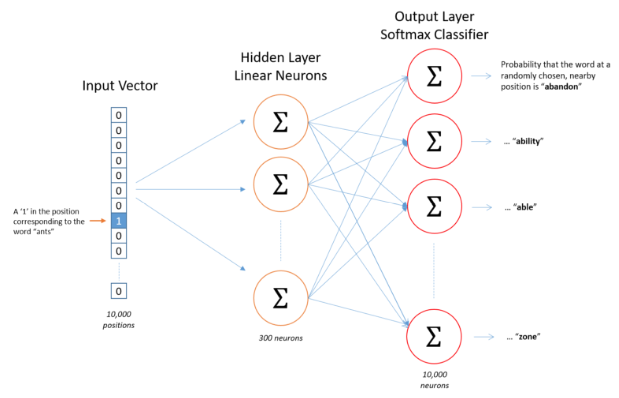 Output Layer
Softmax Classifier
Hidden Layer
Linear Neurons
Input Vector
0
0
0
0
0
0
0
1
0
0
0
A '1' in the position
corresponding to the
word "ants"
10,000
positions
Σ
Σ
Σ
300 neurons
Σ
Σ
Σ
Σ
10,000
neurons
Probability that the word at a
randomly chosen, nearby
position is "abandon"
... "ability"
... "able"
... "zone"